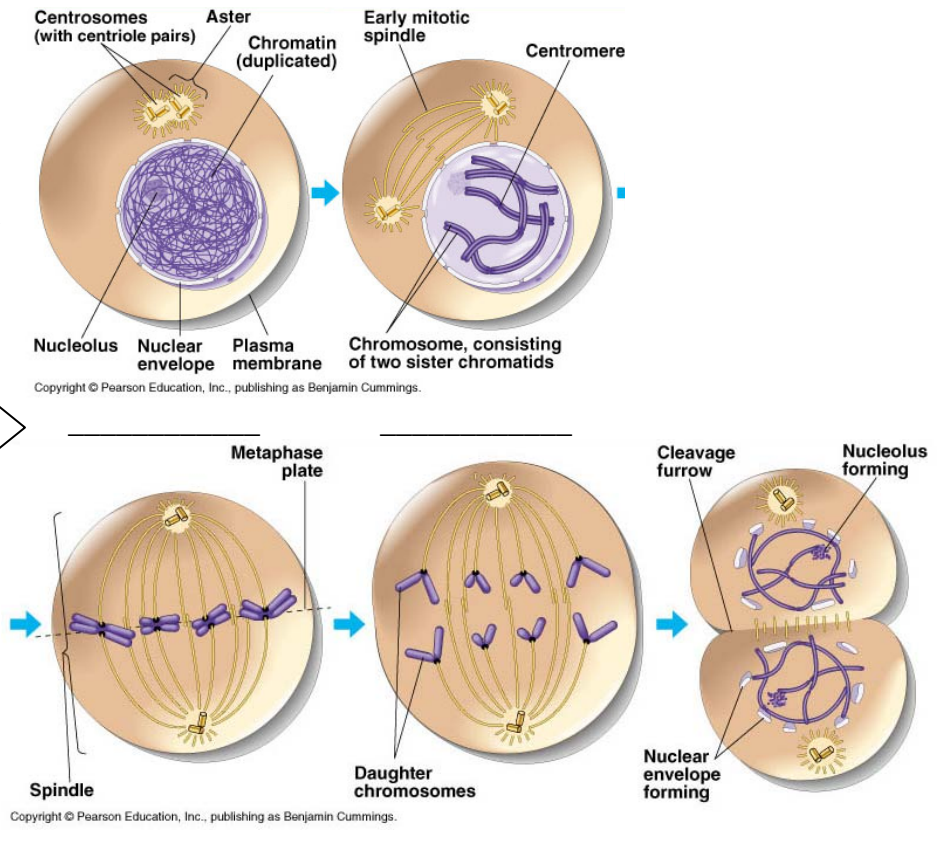 Centrosomes
(with centriole pairs)
Aster
Chromatin
(duplicated)
Early mitotic
spindle
Centromere
Nucleolus
Nuclear
envelope
Plasma
membrane
Chromosome, consisting
of two sister chromatids
Copyright © Pearson Education, Inc., publishing as Benjamin Cummings.
Metaphase
plate
Cleavage
furrow
Nucleolus
forming
Spindle
Daughter
chromosomes
Nuclear
envelope
forming
Copyright © Pearson Education, Inc., publishing as Benjamin Cummings.